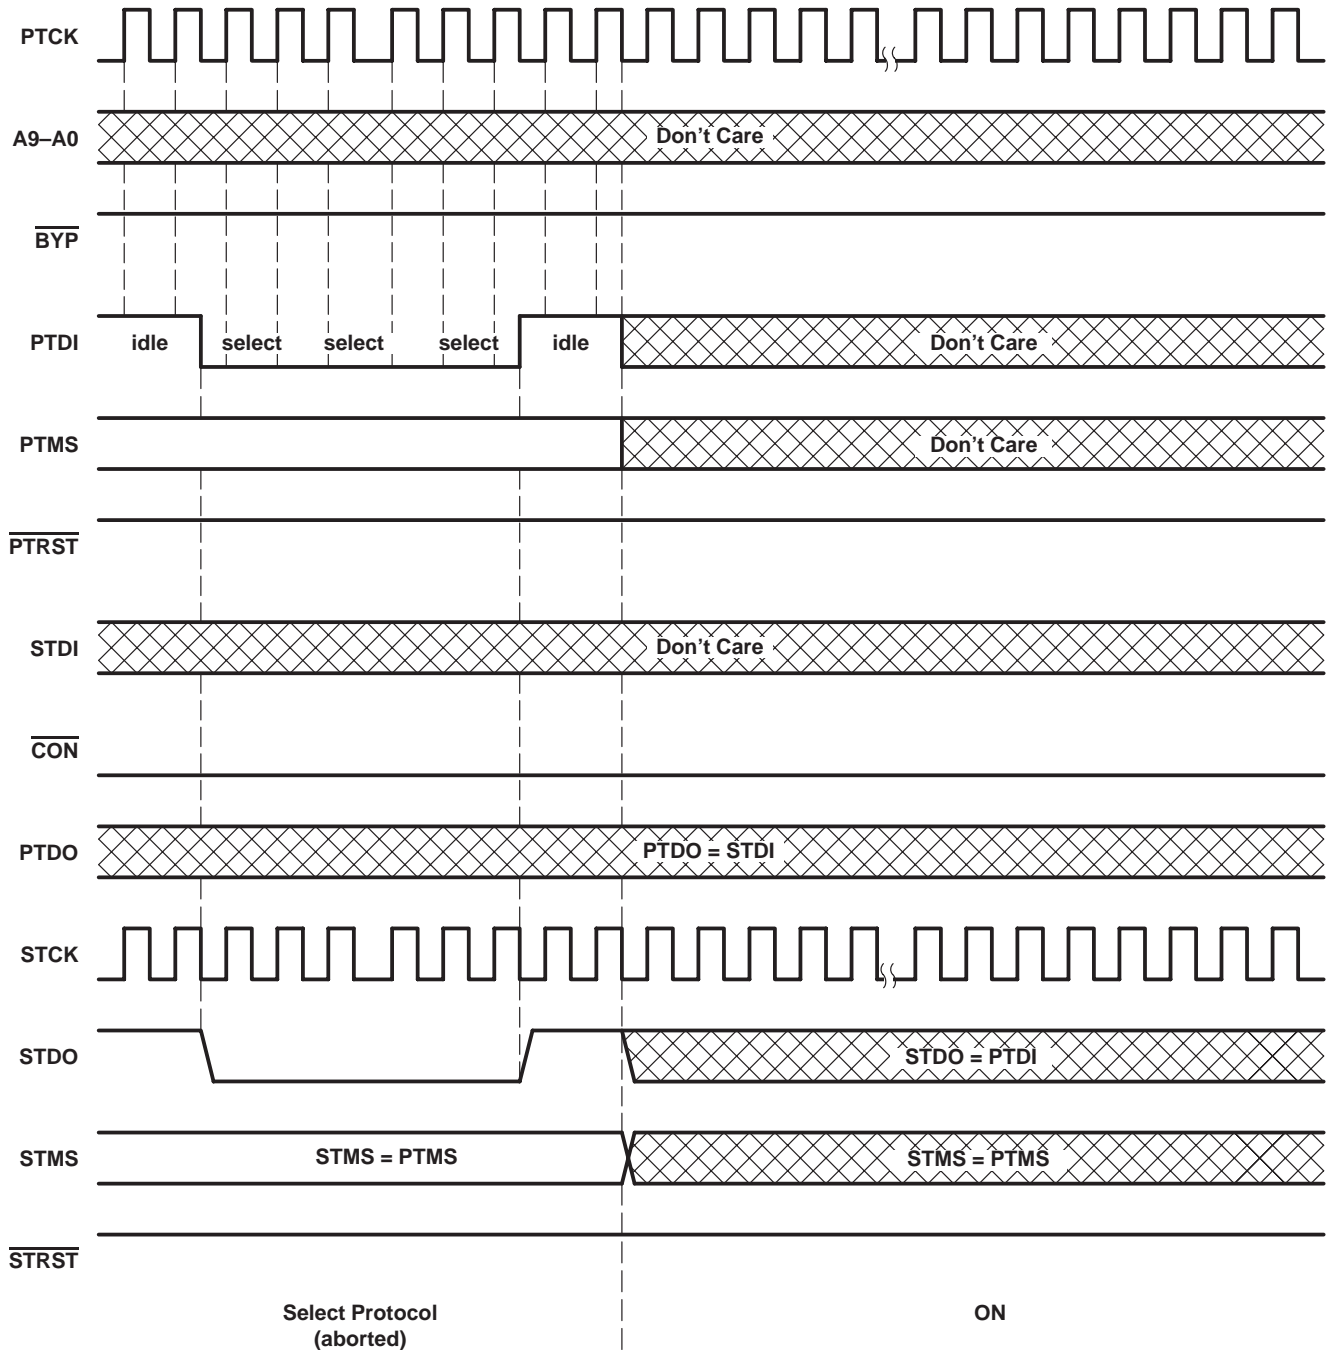 PTCK
A9–A0
Don't Care
BYP
PTDI
idle
select
select
select
idle
Don't Care
PTMS
Don't Care
PTRST
STDI
Don't Care
CON
PTDO
PTDO = STDI
STCK
STDO
STDO = PTDI
STMS
STMS = PTMS
STMS = PTMS
STRST
Select Protocol
(aborted)
ON